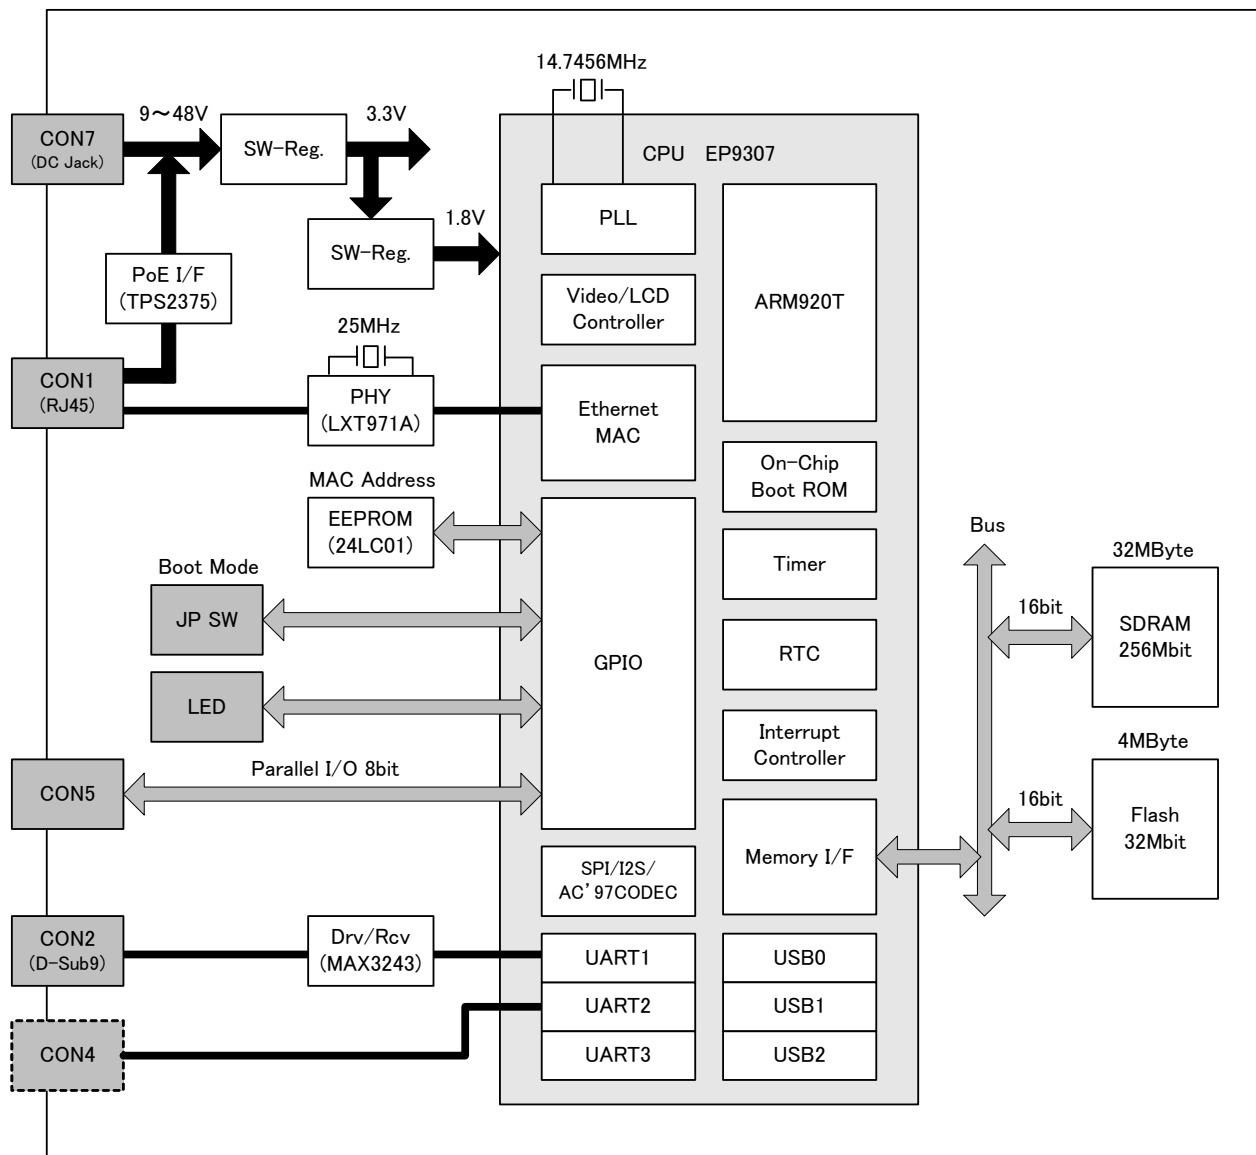 14.7456MHz
9～48V
3.3V
CON7
(DC Jack)
SW-Reg.
CPU EP9307
PLL
1.8V
SW-Reg.
PoE I/F
(TPS2375)
Video/LCD
Controller
ARM920T
25MHz
CON1
(RJ45)
PHY
(LXT971A)
Ethernet
MAC
On-Chip
Boot ROM
MAC Address
EEPROM
(24LC01)
Bus
Timer
32MByte
Boot Mode
JP SW
16bit
SDRAM
256Mbit
GPIO
RTC
LED
Interrupt
Controller
4MByte
Parallel I/O 8bit
CON5
16bit
Flash
32Mbit
Memory I/F
SPI/I2S/
AC’97CODEC
CON2
(D-Sub9)
Drv/Rcv
(MAX3243)
UART1
USB0
UART2
USB1
CON4
UART3
USB2